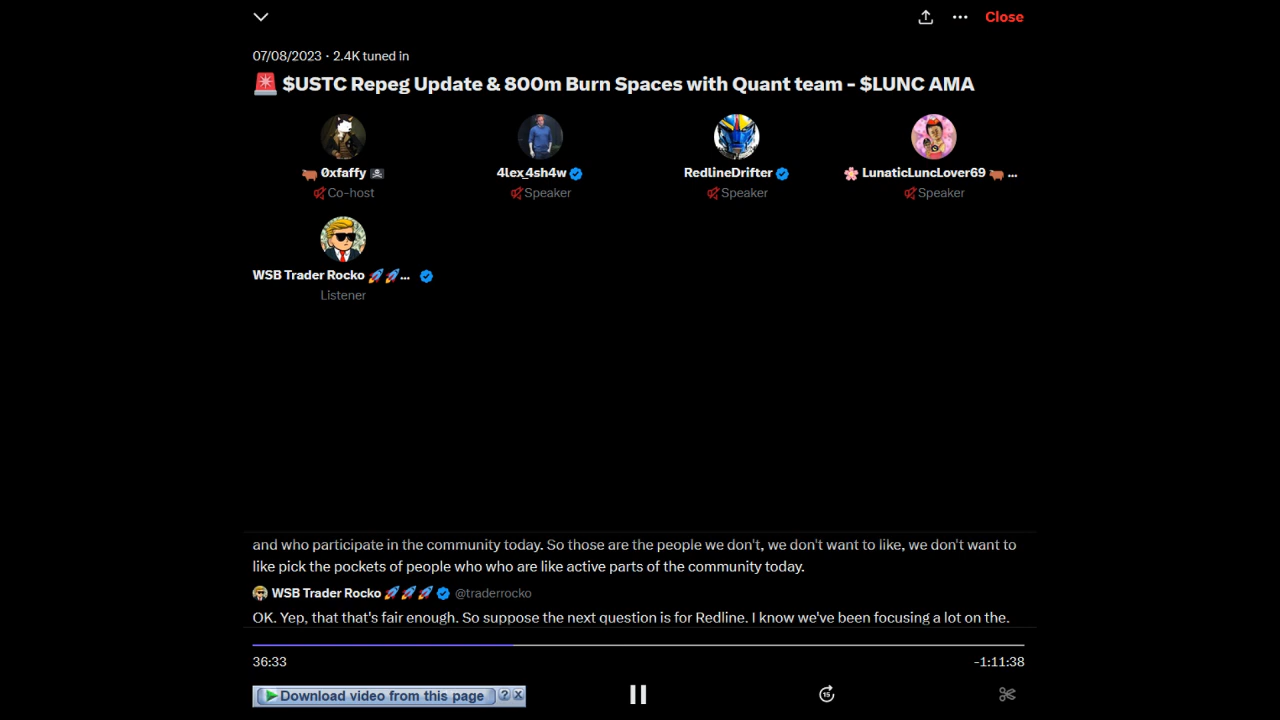 Close
07/08/2023 · 2.4K tuned in
🚨 $USTC Repeg Update & 800m Burn Spaces with Quant team - $LUNC AMA
🐂 0xfaffy 🏴‍☠️
Co-host
4lex_4sh4w
Speaker
RedlineDrifter
Speaker
🌸 LunaticLuncLover69 🐂 ...
Speaker
WSB Trader Rocko 🚀🚀...
Listener
and who participate in the community today. So those are the people we don't, we don't want to like, we don't want to
like pick the pockets of people who who are like active parts of the community today.
WSB Trader Rocko 🚀🚀🚀 @traderrocko
OK. Yep, that that's fair enough. So suppose the next question is for Redline. I know we've been focusing a lot on the.
36:33
-1:11:38
Download video from this page ? X
15